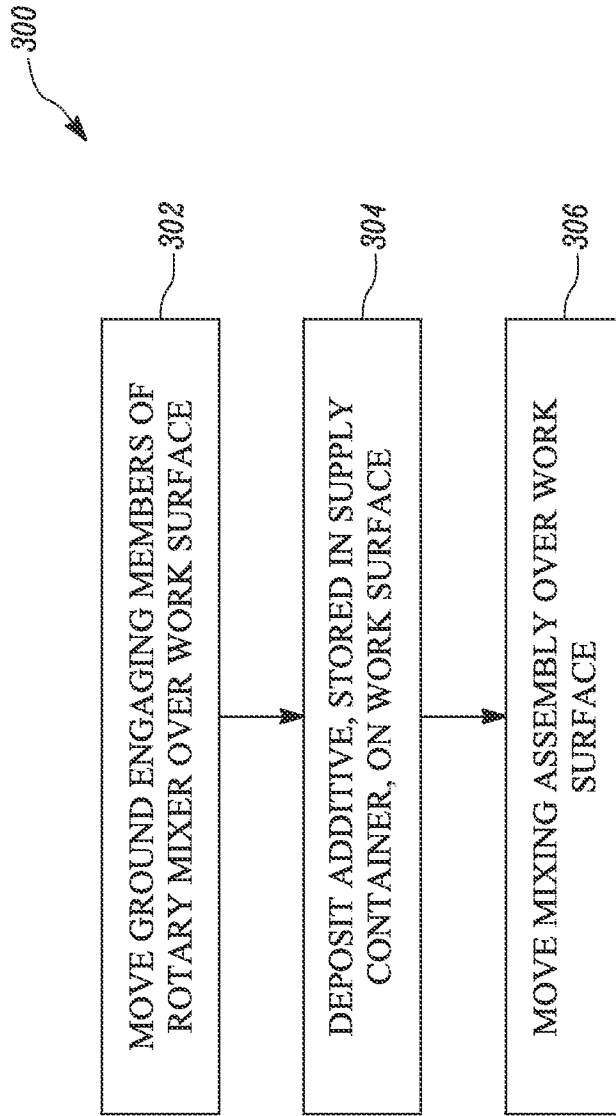 300
MOVE GROUND ENGAGING MEMBERS OF
ROTARY MIXER OVER WORK SURFACE
302
DEPOSIT ADDITIVE, STORED IN SUPPLY
CONTAINER, ON WORK SURFACE
304
MOVE MIXING ASSEMBLY OVER WORK
SURFACE
306